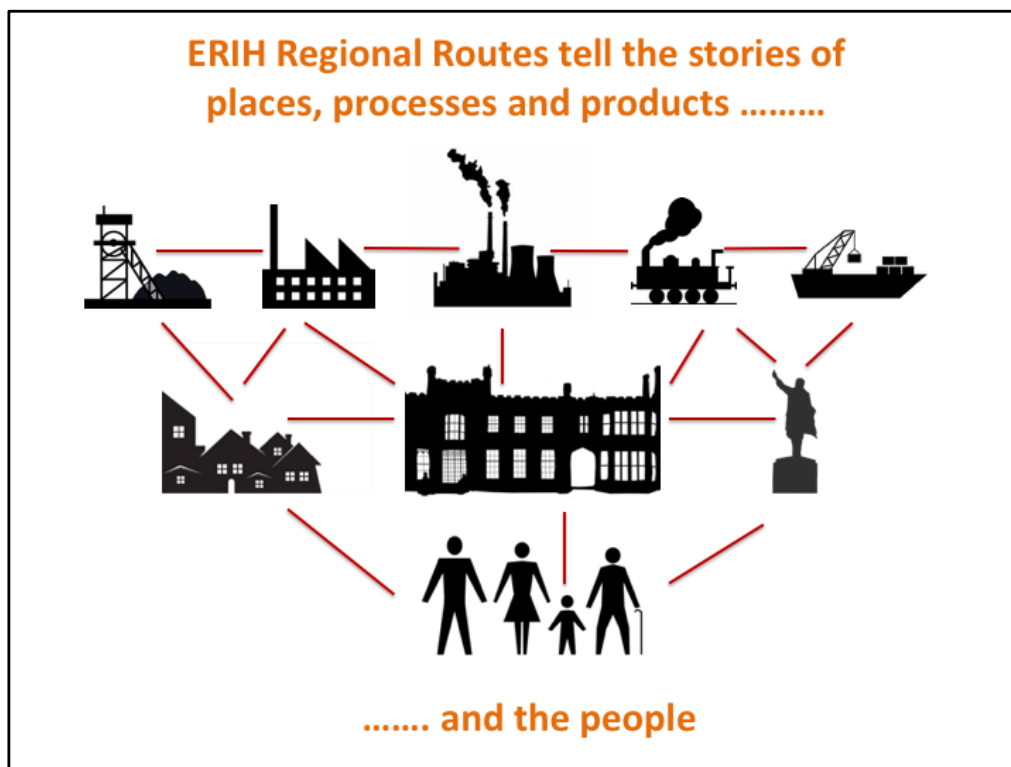 ERIH Regional Routes tell the stories of
places, processes and products .........
....... and the people